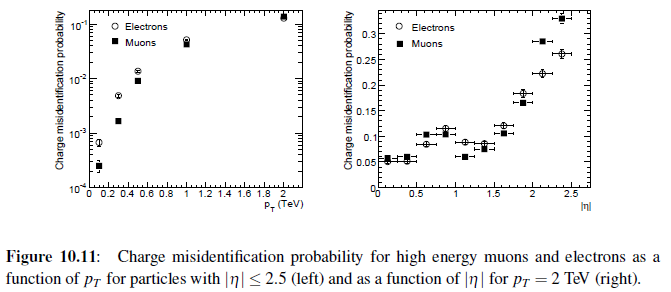 Charge misidentification probability
10⁻¹
10⁻²
10⁻³
10⁻⁴
Electrons
Muons
0 0.2 0.4 0.6 0.8 1 1.2 1.4 1.6 1.8 2
p_T (TeV)
Charge misidentification probability
0.3
0.25
0.2
0.15
0.1
0.05
0
Electrons
Muons
0 0.5 1 1.5 2 2.5
|η|
Figure 10.11: Charge misidentification probability for high energy muons and electrons as a
function of p_T for particles with |η| ≤ 2.5 (left) and as a function of |η| for p_T = 2 TeV (right).